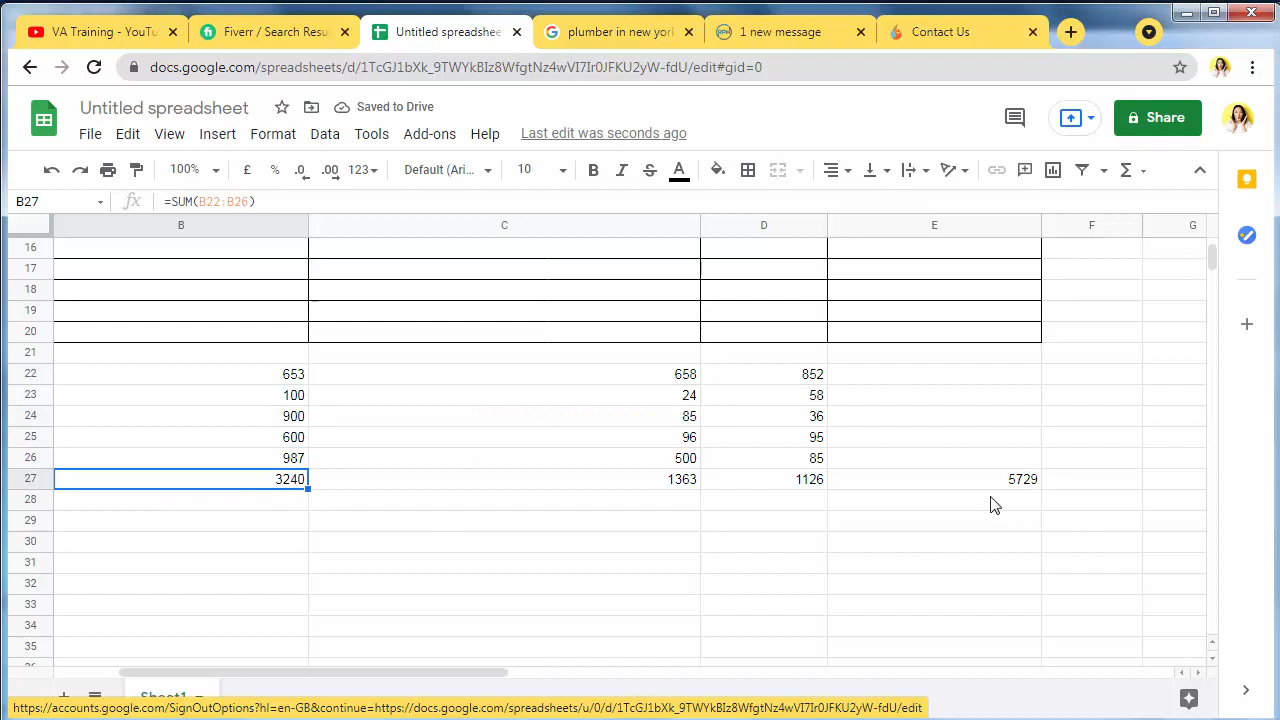 VA Training - YouTu
Fiverr / Search Resul
Untitled spreadshee
plumber in new york
1 new message
Contact Us
docs.google.com/spreadsheets/d/1TcGJ1bXk_9TWYkBIz8WfgtNz4wVI7Ir0JFKU2yW-fdU/edit#gid=0
Untitled spreadsheet
Saved to Drive
Share
File Edit View Insert Format Data Tools Add-ons Help Last edit was seconds ago
100% £ % .0 .00 123 Default (Ari... 10 B I S A Σ
B27 fx =SUM(B22:B26)
B C D E F G
16
17
18
19
20
21
22 653 658 852
23 100 24 58
24 900 85 36
25 600 96 95
26 987 500 85
27 3240 1363 1126 5729
28
29
30
31
32
33
34
35
Sheet1
https://accounts.google.com/SignOutOptions?hl=en-GB&continue=https://docs.google.com/spreadsheets/u/0/d/1TcGJ1bXk_9TWYkBIz8WfgtNz4wVI7Ir0JFKU2yW-fdU/edit